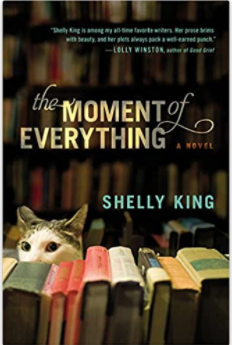 "Shelly King is among my all-time favorite writers. Her prose brims
with beauty, and her plots always pack a well-earned punch."
—LOLLY WINSTON, author of Good Grief
the MOMENT of
EVERYTHING
A NOVEL
SHELLY KING